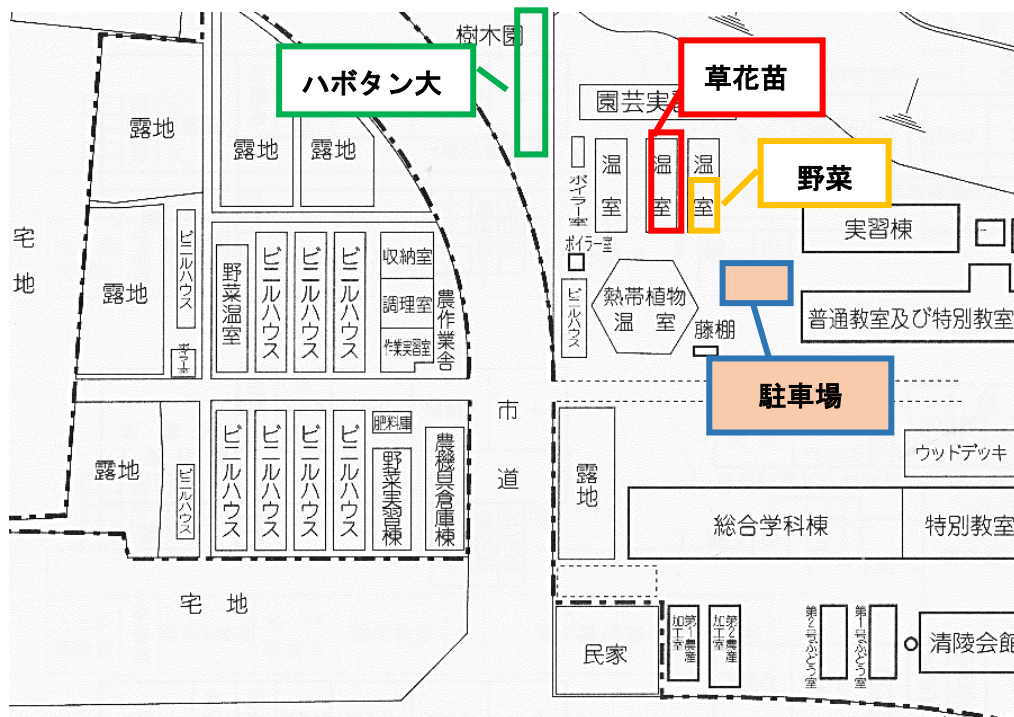 樹木園
ハボタン大
草花苗
園芸実習
野菜
露地
露地
露地
ボイラー室
温室
温室
温室
実習棟
宅地
ビニルハウス
露地
野菜温室
ビニルハウス
ビニルハウス
ビニルハウス
収納室
調理室
作業実習室
農作業舎
ボイラー室
ボイラー室
ビニルハウス
熱帯植物
温室
藤棚
普通教室及び特別教室
駐車場
市道
露地
ビニルハウス
ビニルハウス
ビニルハウス
ビニルハウス
ビニルハウス
肥料庫
野菜実習棟
農機具倉庫棟
露地
ウッドデッキ
総合学科棟
特別教室
宅地
民家
第1農産
加工室
第2農産
加工室
第2号ぶどう室
第1号ぶどう室
清陵会館